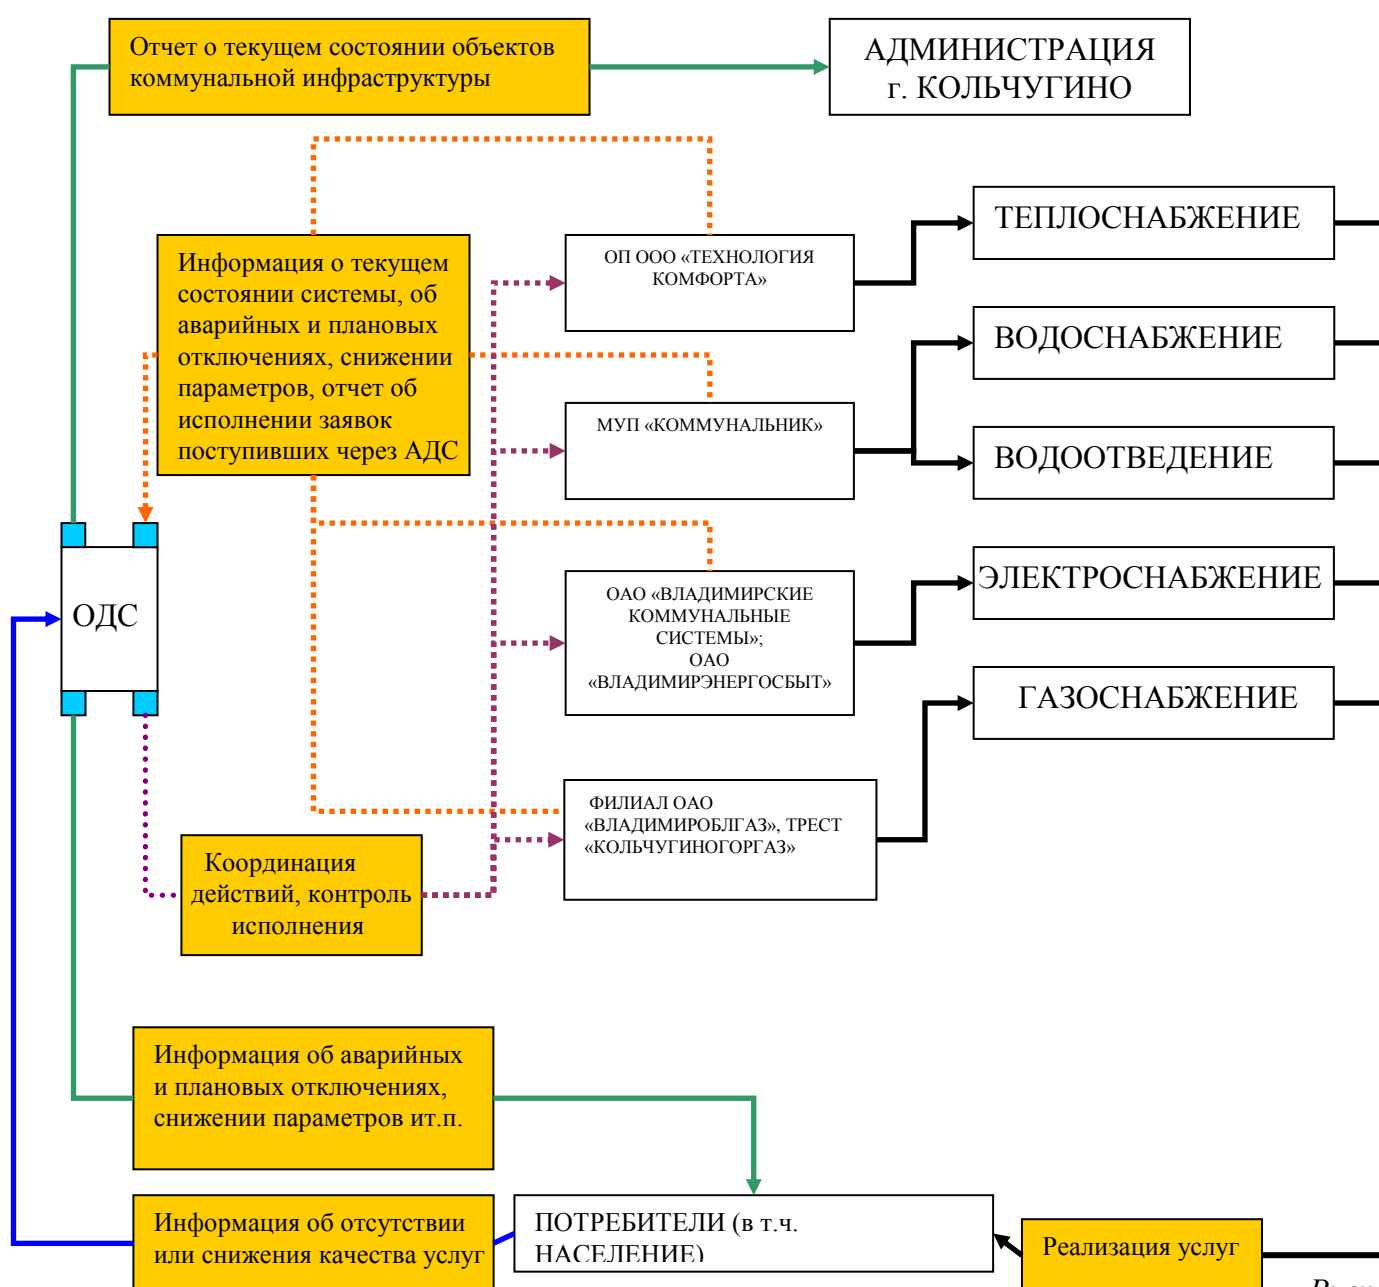 Отчет о текущем состоянии объектов
коммунальной инфраструктуры
АДМИНИСТРАЦИЯ
г. КОЛЬЧУГИНО
Информация о текущем
состоянии системы, об
аварийных и плановых
отключениях, снижении
параметров, отчет об
исполнении заявок
поступивших через АДС
ОП ООО «ТЕХНОЛОГИЯ
КОМФОРТА»
ТЕПЛОСНАБЖЕНИЕ
ВОДОСНАБЖЕНИЕ
МУП «КОММУНАЛЬНИК»
ВОДООТВЕДЕНИЕ
ОДС
ОАО «ВЛАДИМИРСКИЕ
КОММУНАЛЬНЫЕ
СИСТЕМЫ»;
ОАО
«ВЛАДИМИРЭНЕРГОСБЫТ»
ЭЛЕКТРОСНАБЖЕНИЕ
ГАЗОСНАБЖЕНИЕ
ФИЛИАЛ ОАО
«ВЛАДИМИРОБЛГАЗ», ТРЕСТ
«КОЛЬЧУГИНОГОРГАЗ»
Координация
действий, контроль
исполнения
Информация об аварийных
и плановых отключениях,
снижении параметров ит.п.
Информация об отсутствии
или снижения качества услуг
ПОТРЕБИТЕЛИ (в т.ч.
НАСЕЛЕНИЕ)
Реализация услуг